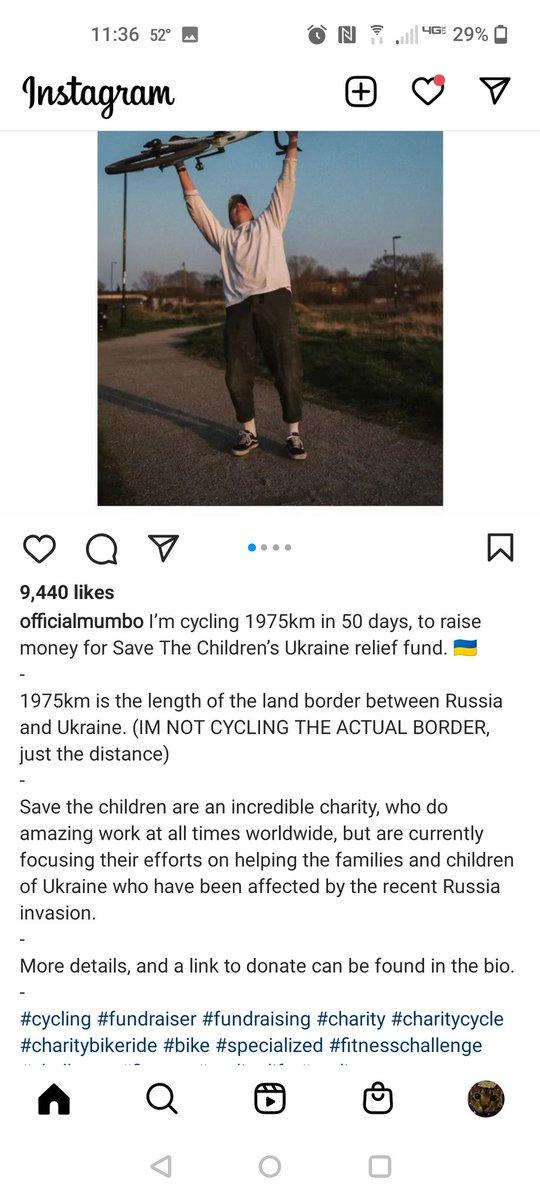 11:36 52° 4GE 29%
Instagram
9,440 likes
officialmumbo I’m cycling 1975km in 50 days, to raise
money for Save The Children’s Ukraine relief fund. 🇺🇦
-
1975km is the length of the land border between Russia
and Ukraine. (IM NOT CYCLING THE ACTUAL BORDER,
just the distance)
-
Save the children are an incredible charity, who do
amazing work at all times worldwide, but are currently
focusing their efforts on helping the families and children
of Ukraine who have been affected by the recent Russia
invasion.
-
More details, and a link to donate can be found in the bio.
-
#cycling #fundraiser #fundraising #charity #charitycycle
#charitybikeride #bike #specialized #fitnesschallenge